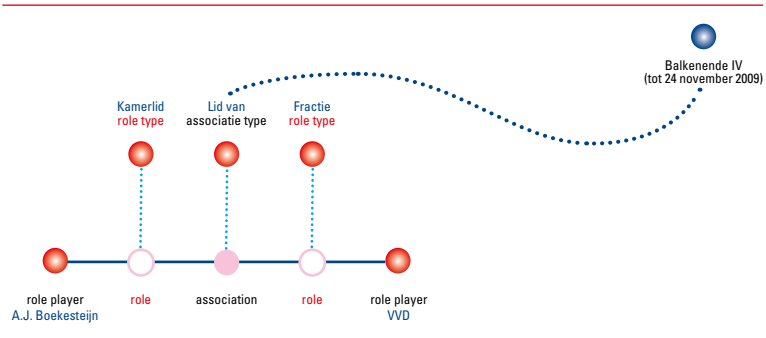 Balkenende IV
(tot 24 november 2009)
Kamerlid
role type
Lid van
associatie type
Fractie
role type
role player
A.J. Boekesteijn
role
association
role
role player
VVD